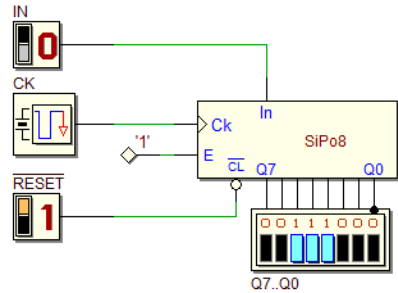 IN
0
CK
In
Ck
SiPo8
'1'
E
CL
Q7
Q0
RESET
1
0 0 1 1 1 0 0 0
Q7..Q0